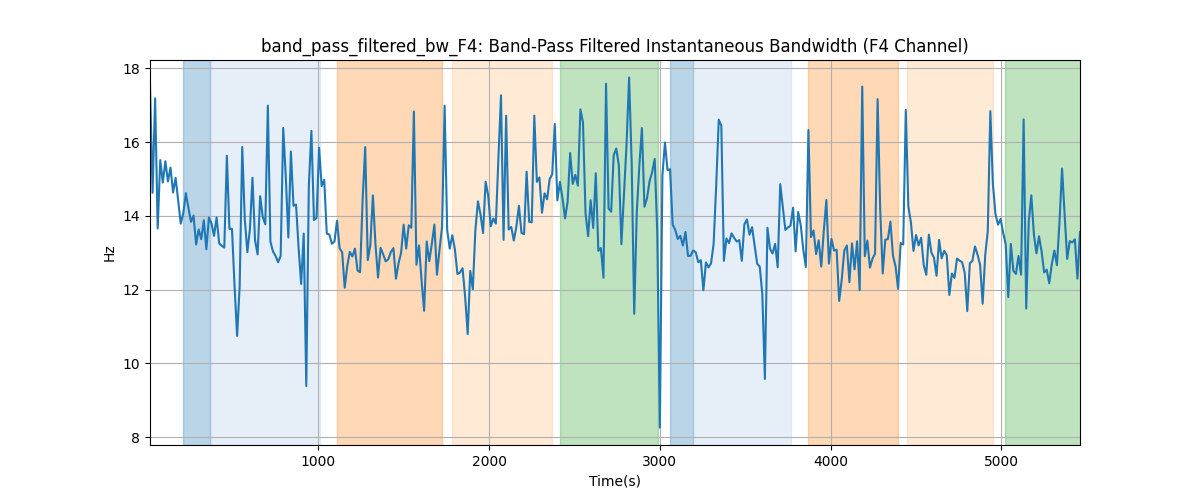 band_pass_filtered_bw_F4: Band-Pass Filtered Instantaneous Bandwidth (F4 Channel)
18
16
14
12
10
8
Hz
1000 2000 3000 4000 5000
Time(s)